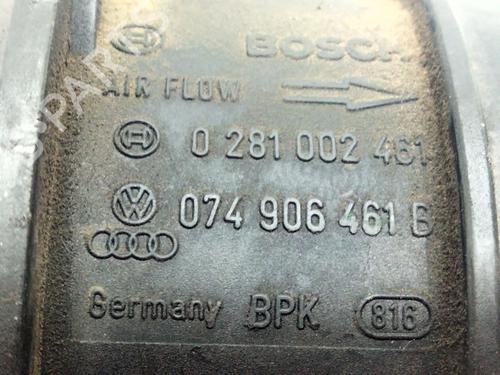 BOSCH
AIR FLOW
0 281 002 461
074 906 461 B
Germany BPK 816